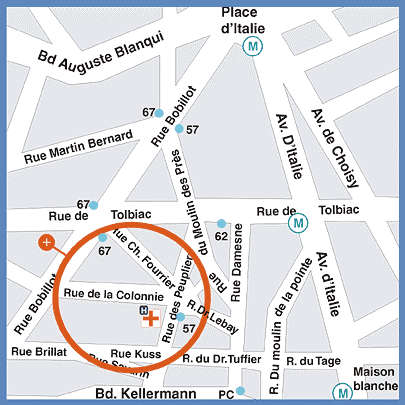 Place
d'Italie
M
Bd Auguste Blanqui
Rue Bobillot
67
57
Rue Martin Bernard
Av. D'Italie
Av. de Choisy
du Moulin des Prés
67
Rue de Tolbiac
62
Rue de Tolbiac
M
67
Rue Ch. Fourrier
Rue Damesne
+
Rue Bobillot
Rue des Peuplier
Rue
Av. d'Italie
Rue de la Colonnie
R.Dr.Lebay
R. Du moulin de la pointe
H
57
Rue Brillat Savarin
Rue Kuss
R. du Dr.Tuffier
R. du Tage
Bd. Kellermann
PC
M
Maison
blanche